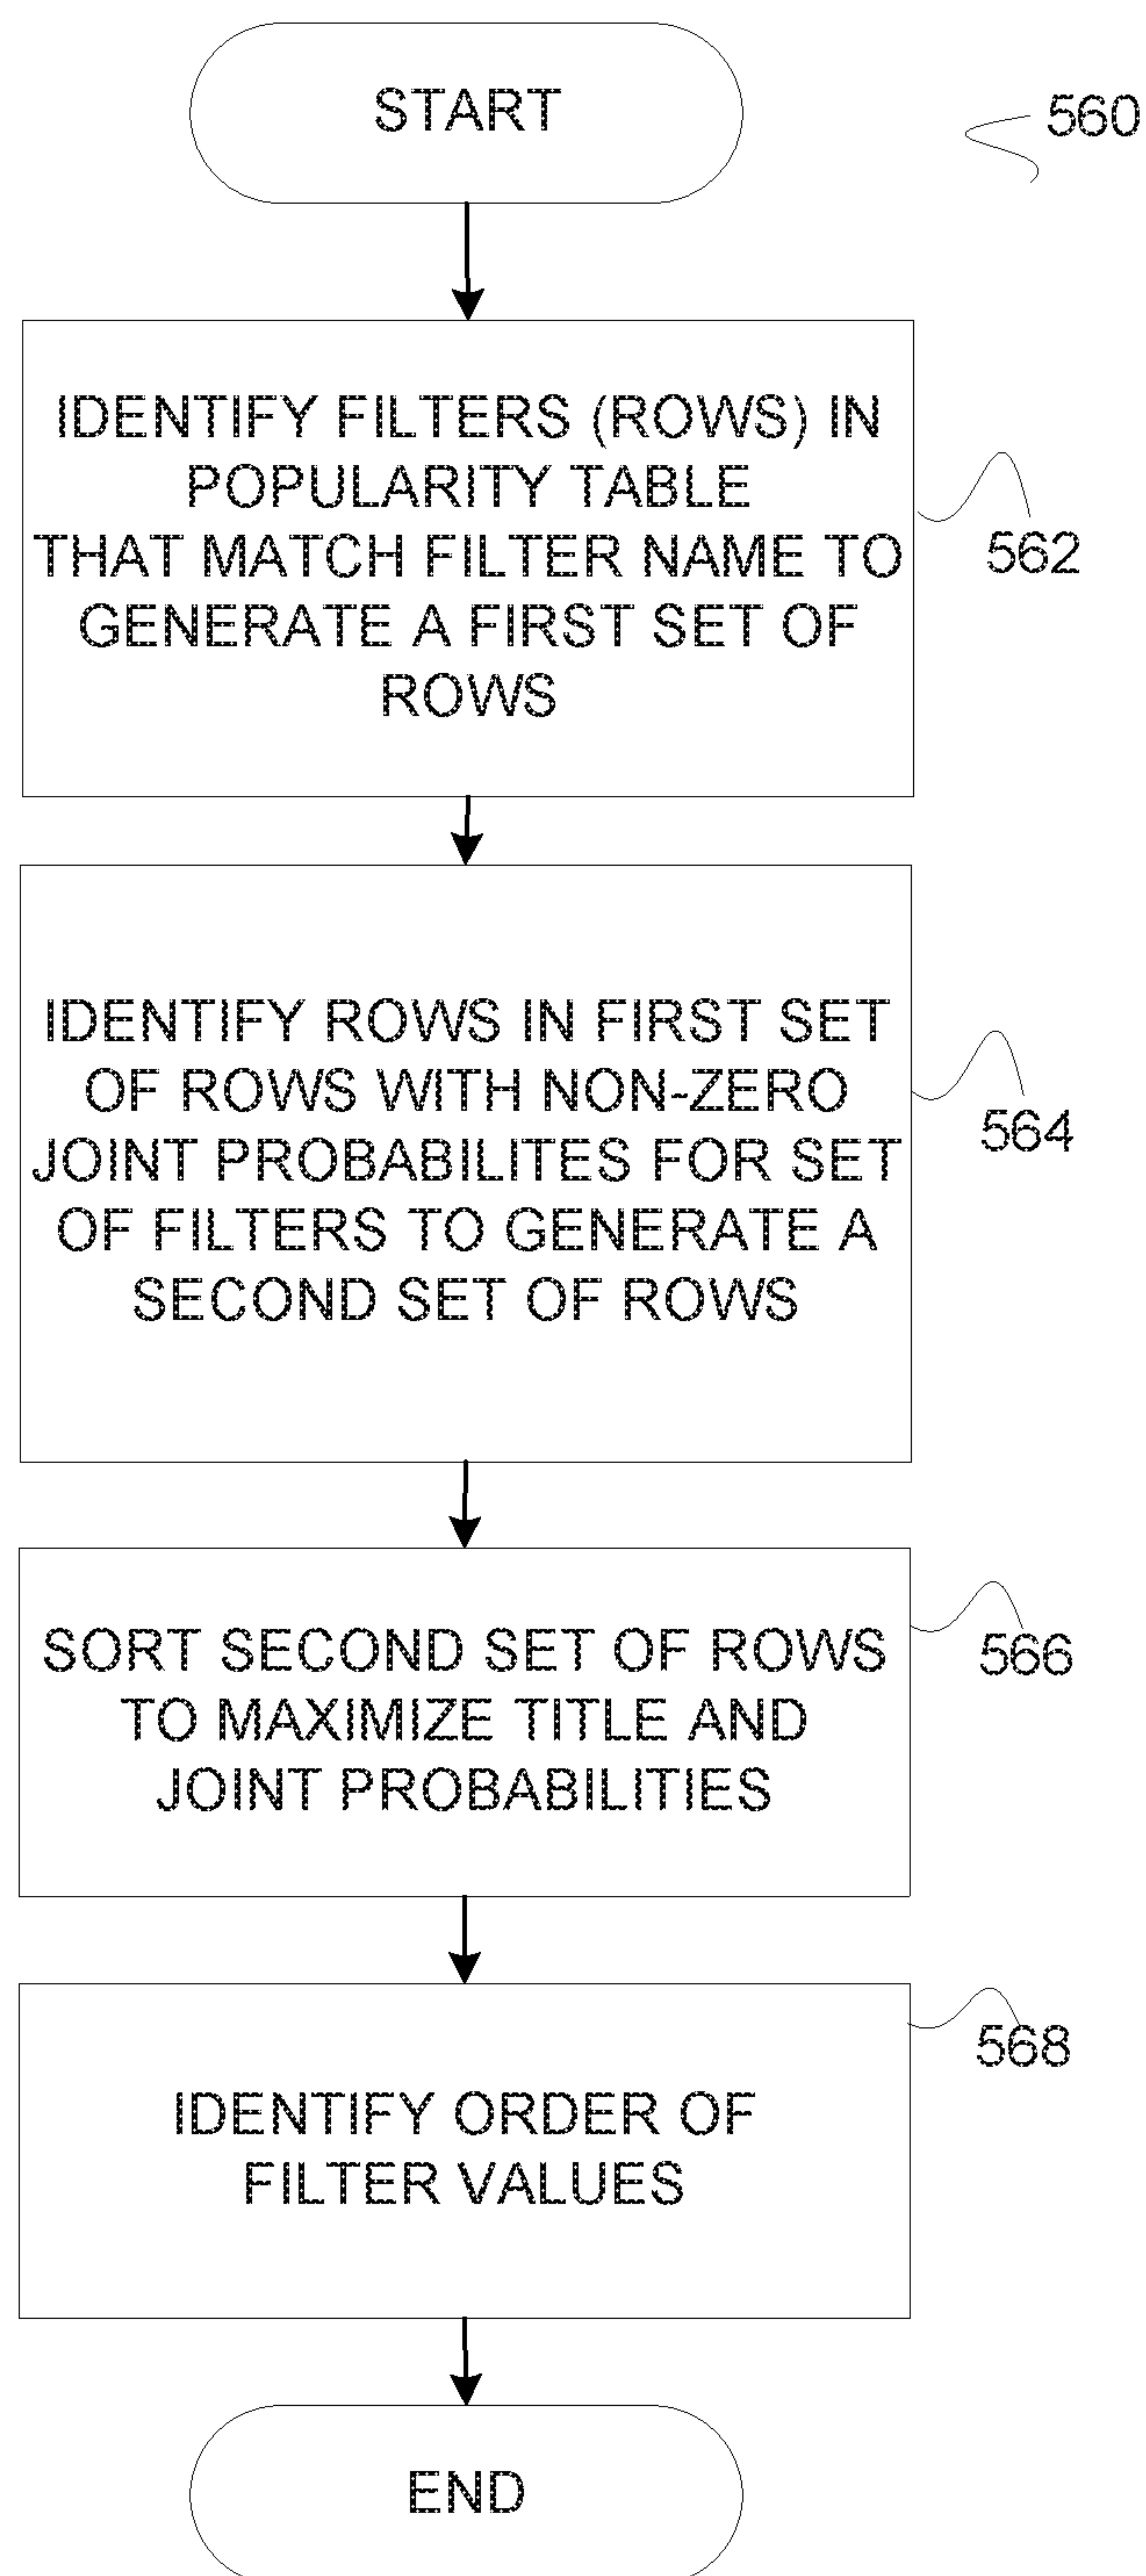 START
560
IDENTIFY FILTERS (ROWS) IN
POPULARITY TABLE
THAT MATCH FILTER NAME TO
GENERATE A FIRST SET OF
ROWS
562
IDENTIFY ROWS IN FIRST SET
OF ROWS WITH NON-ZERO
JOINT PROBABILITES FOR SET
OF FILTERS TO GENERATE A
SECOND SET OF ROWS
564
SORT SECOND SET OF ROWS
TO MAXIMIZE TITLE AND
JOINT PROBABILITIES
566
IDENTIFY ORDER OF
FILTER VALUES
568
END